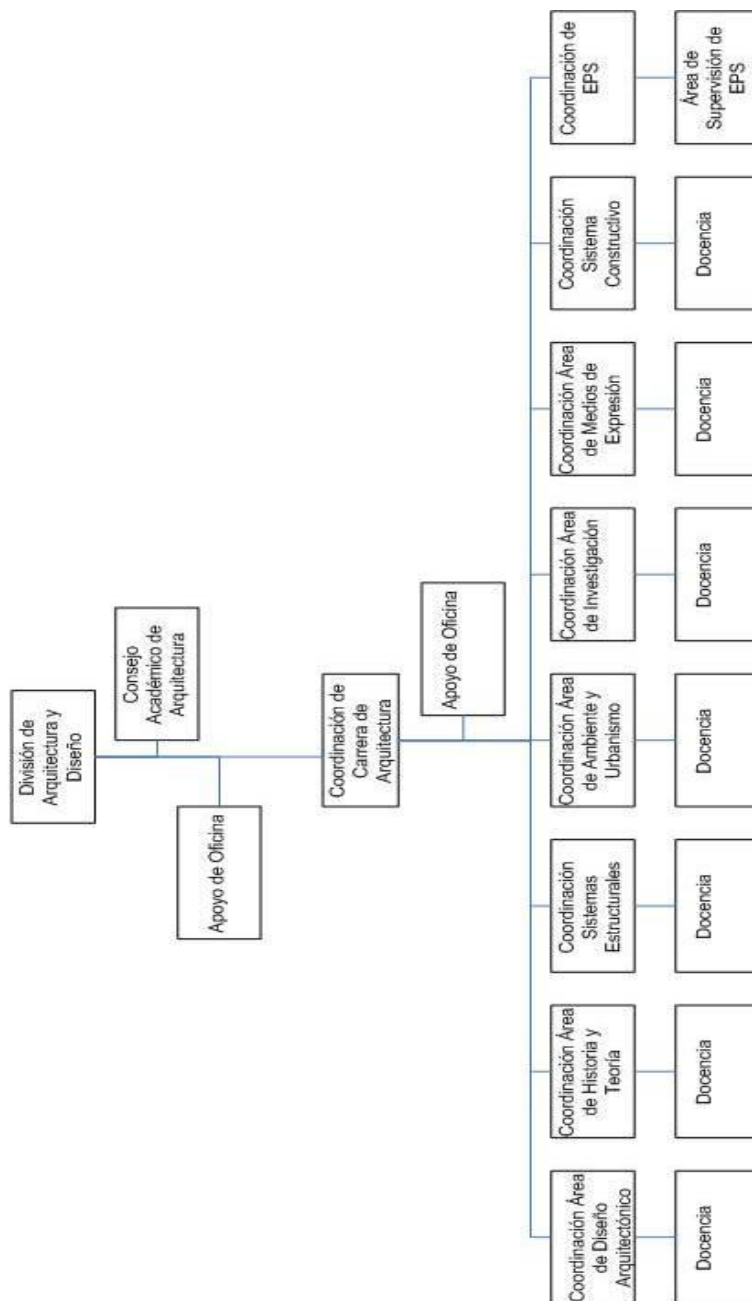 División de
Arquitectura y
Diseño
Consejo
Académico de
Arquitectura
Apoyo de Oficina
Coordinación de
Carrera de
Arquitectura
Apoyo de Oficina
Coordinación Área
de Diseño
Arquitectónico
Coordinación Área
de Historia y
Teoría
Coordinación
Sistemas
Estructurales
Coordinación Área
de Ambiente y
Urbanismo
Coordinación Área
de Investigación
Coordinación Área
de Medios de
Expresión
Coordinación
Sistema
Constructivo
Coordinación de
EPS
Docencia
Docencia
Docencia
Docencia
Docencia
Docencia
Docencia
Área de
Supervisión de
EPS